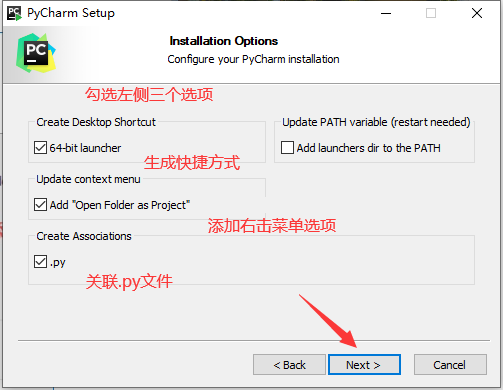 PyCharm Setup
PC
Installation Options
Configure your PyCharm installation
勾选左侧三个选项
Create Desktop Shortcut
Update PATH variable (restart needed)
64-bit launcher
Add launchers dir to the PATH
生成快捷方式
Update context menu
Add "Open Folder as Project"
添加右击菜单选项
Create Associations
.py
关联.py文件
< Back
Next >
Cancel